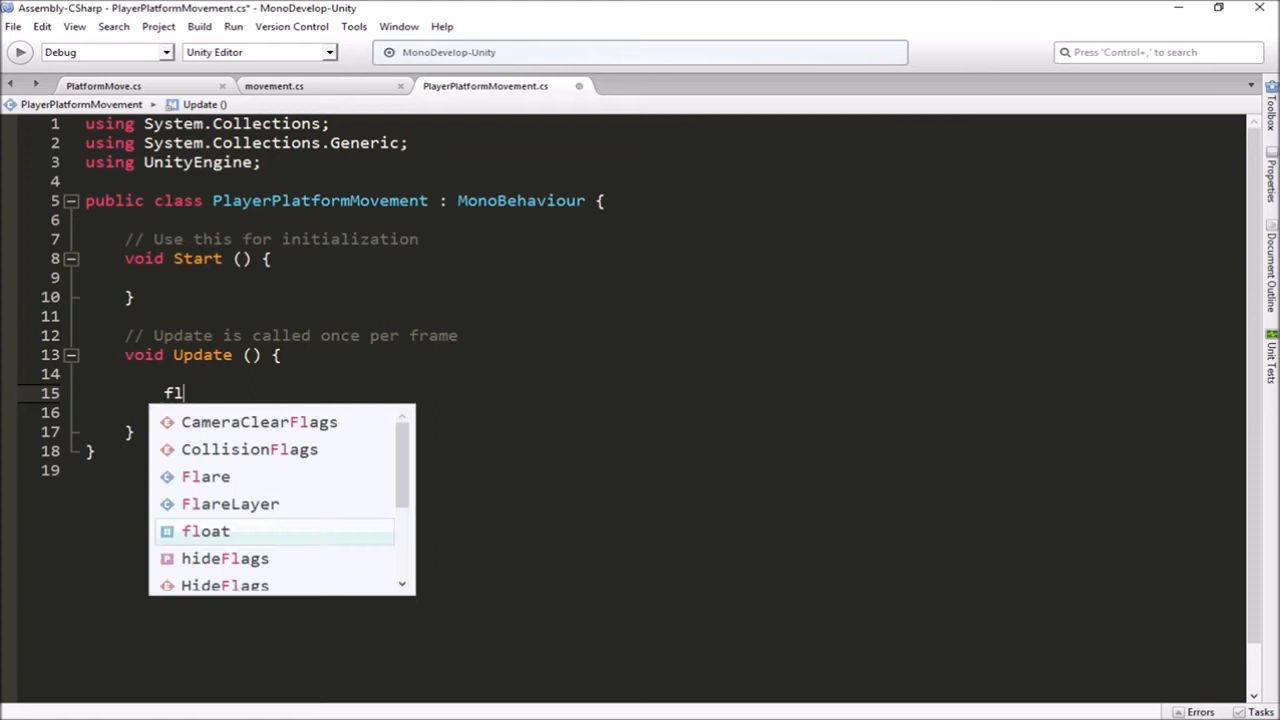 Assembly-CSharp - PlayerPlatformMovement.cs* - MonoDevelop-Unity
File Edit View Search Project Build Run Version Control Tools Window Help
Debug Unity Editor MonoDevelop-Unity Press 'Control+,' to search
PlatformMove.cs movement.cs PlayerPlatformMovement.cs
PlayerPlatformMovement Update ()
1 using System.Collections;
2 using System.Collections.Generic;
3 using UnityEngine;
4
5 public class PlayerPlatformMovement : MonoBehaviour {
6
7 // Use this for initialization
8 void Start () {
9
10 }
11
12 // Update is called once per frame
13 void Update () {
14
15 fl
16
17 }
18 }
19
CameraClearFlags
CollisionFlags
Flare
FlareLayer
float
hideFlags
HideFlags
Toolbox
Properties
Document Outline
Unit Tests
Errors Tasks